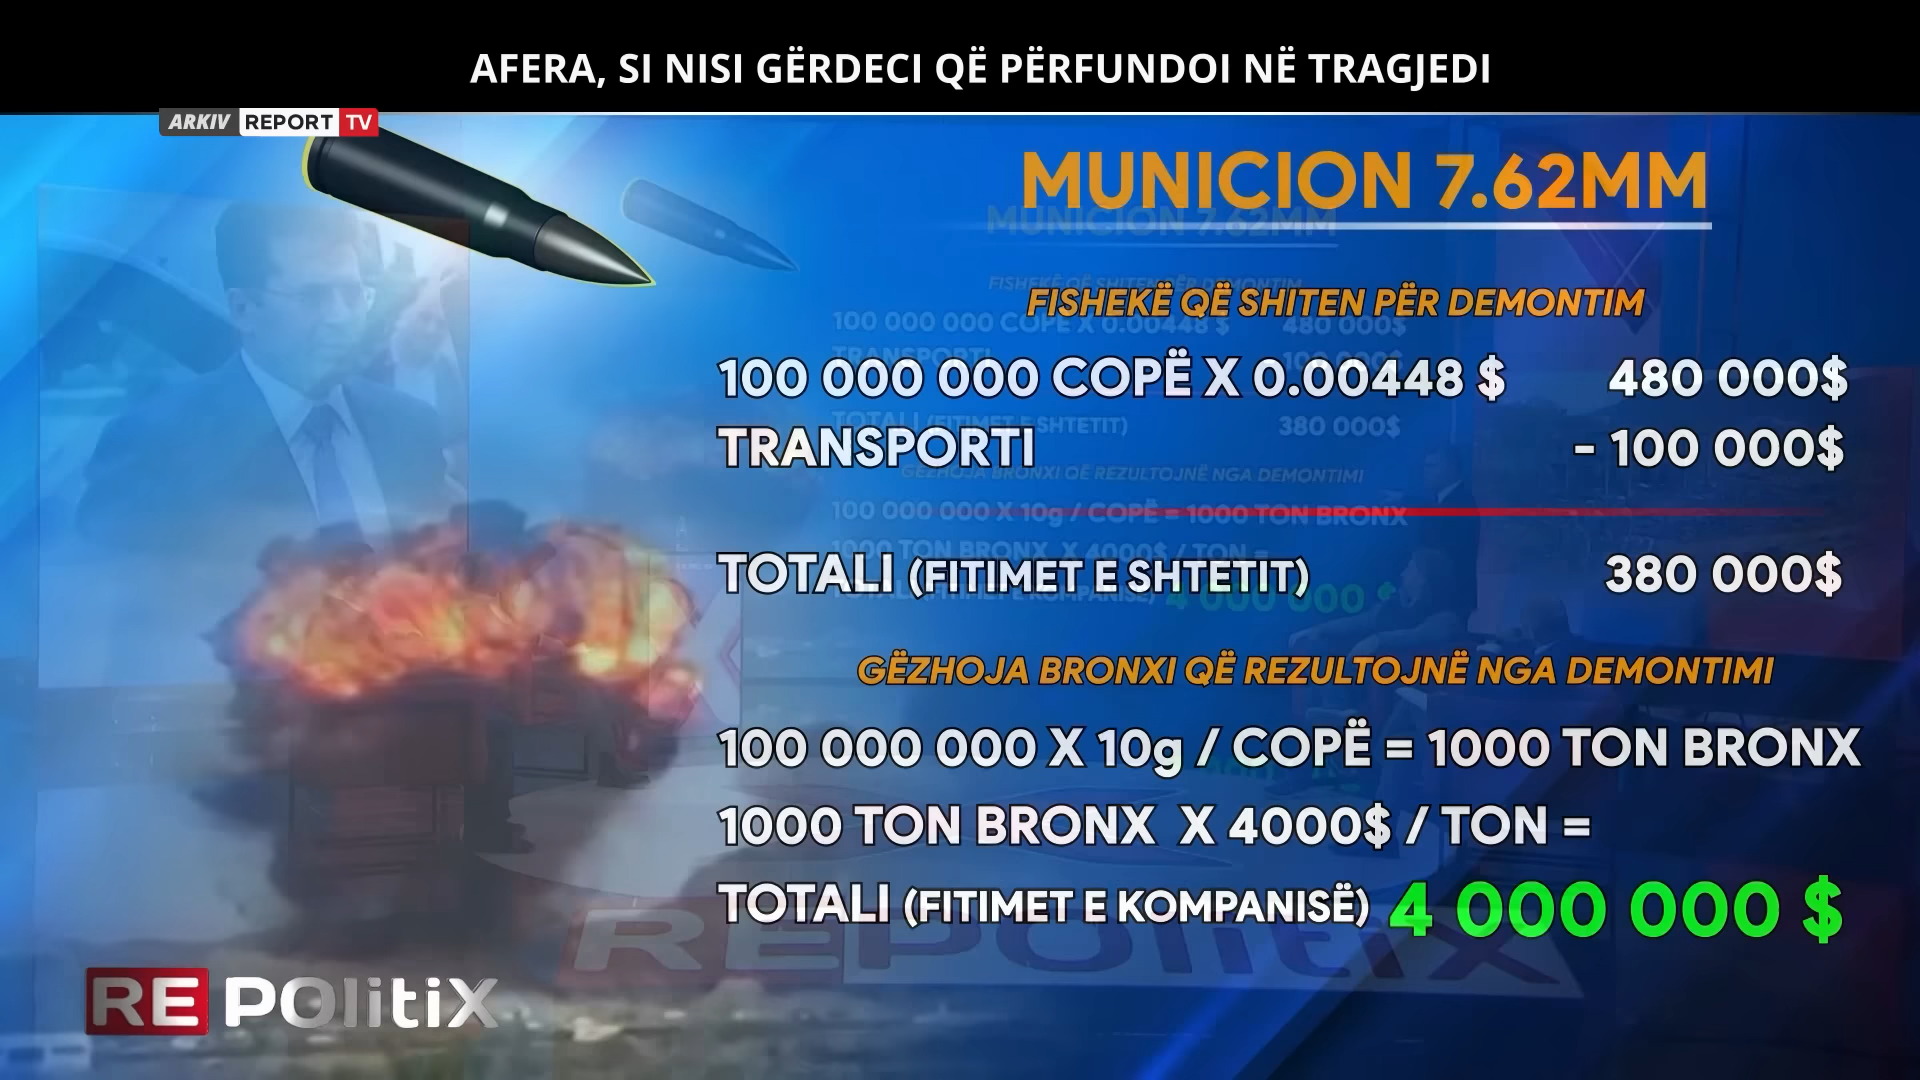 AFERA, SI NISI GËRDECI QË PËRFUNDOI NË TRAGJEDI
ARKIV REPORT TV
MUNICION 7.62MM
FISHEKË QË SHITEN PËR DEMONTIM
100 000 000 COPË X 0.00448 $ 480 000$
TRANSPORTI - 100 000$
TOTALI (FITIMET E SHTETIT) 380 000$
GËZHOJA BRONXI QË REZULTOJNË NGA DEMONTIMI
100 000 000 X 10g / COPË = 1000 TON BRONX
1000 TON BRONX X 4000$ / TON =
TOTALI (FITIMET E KOMPANISË) 4 000 000 $
REPOlitiX